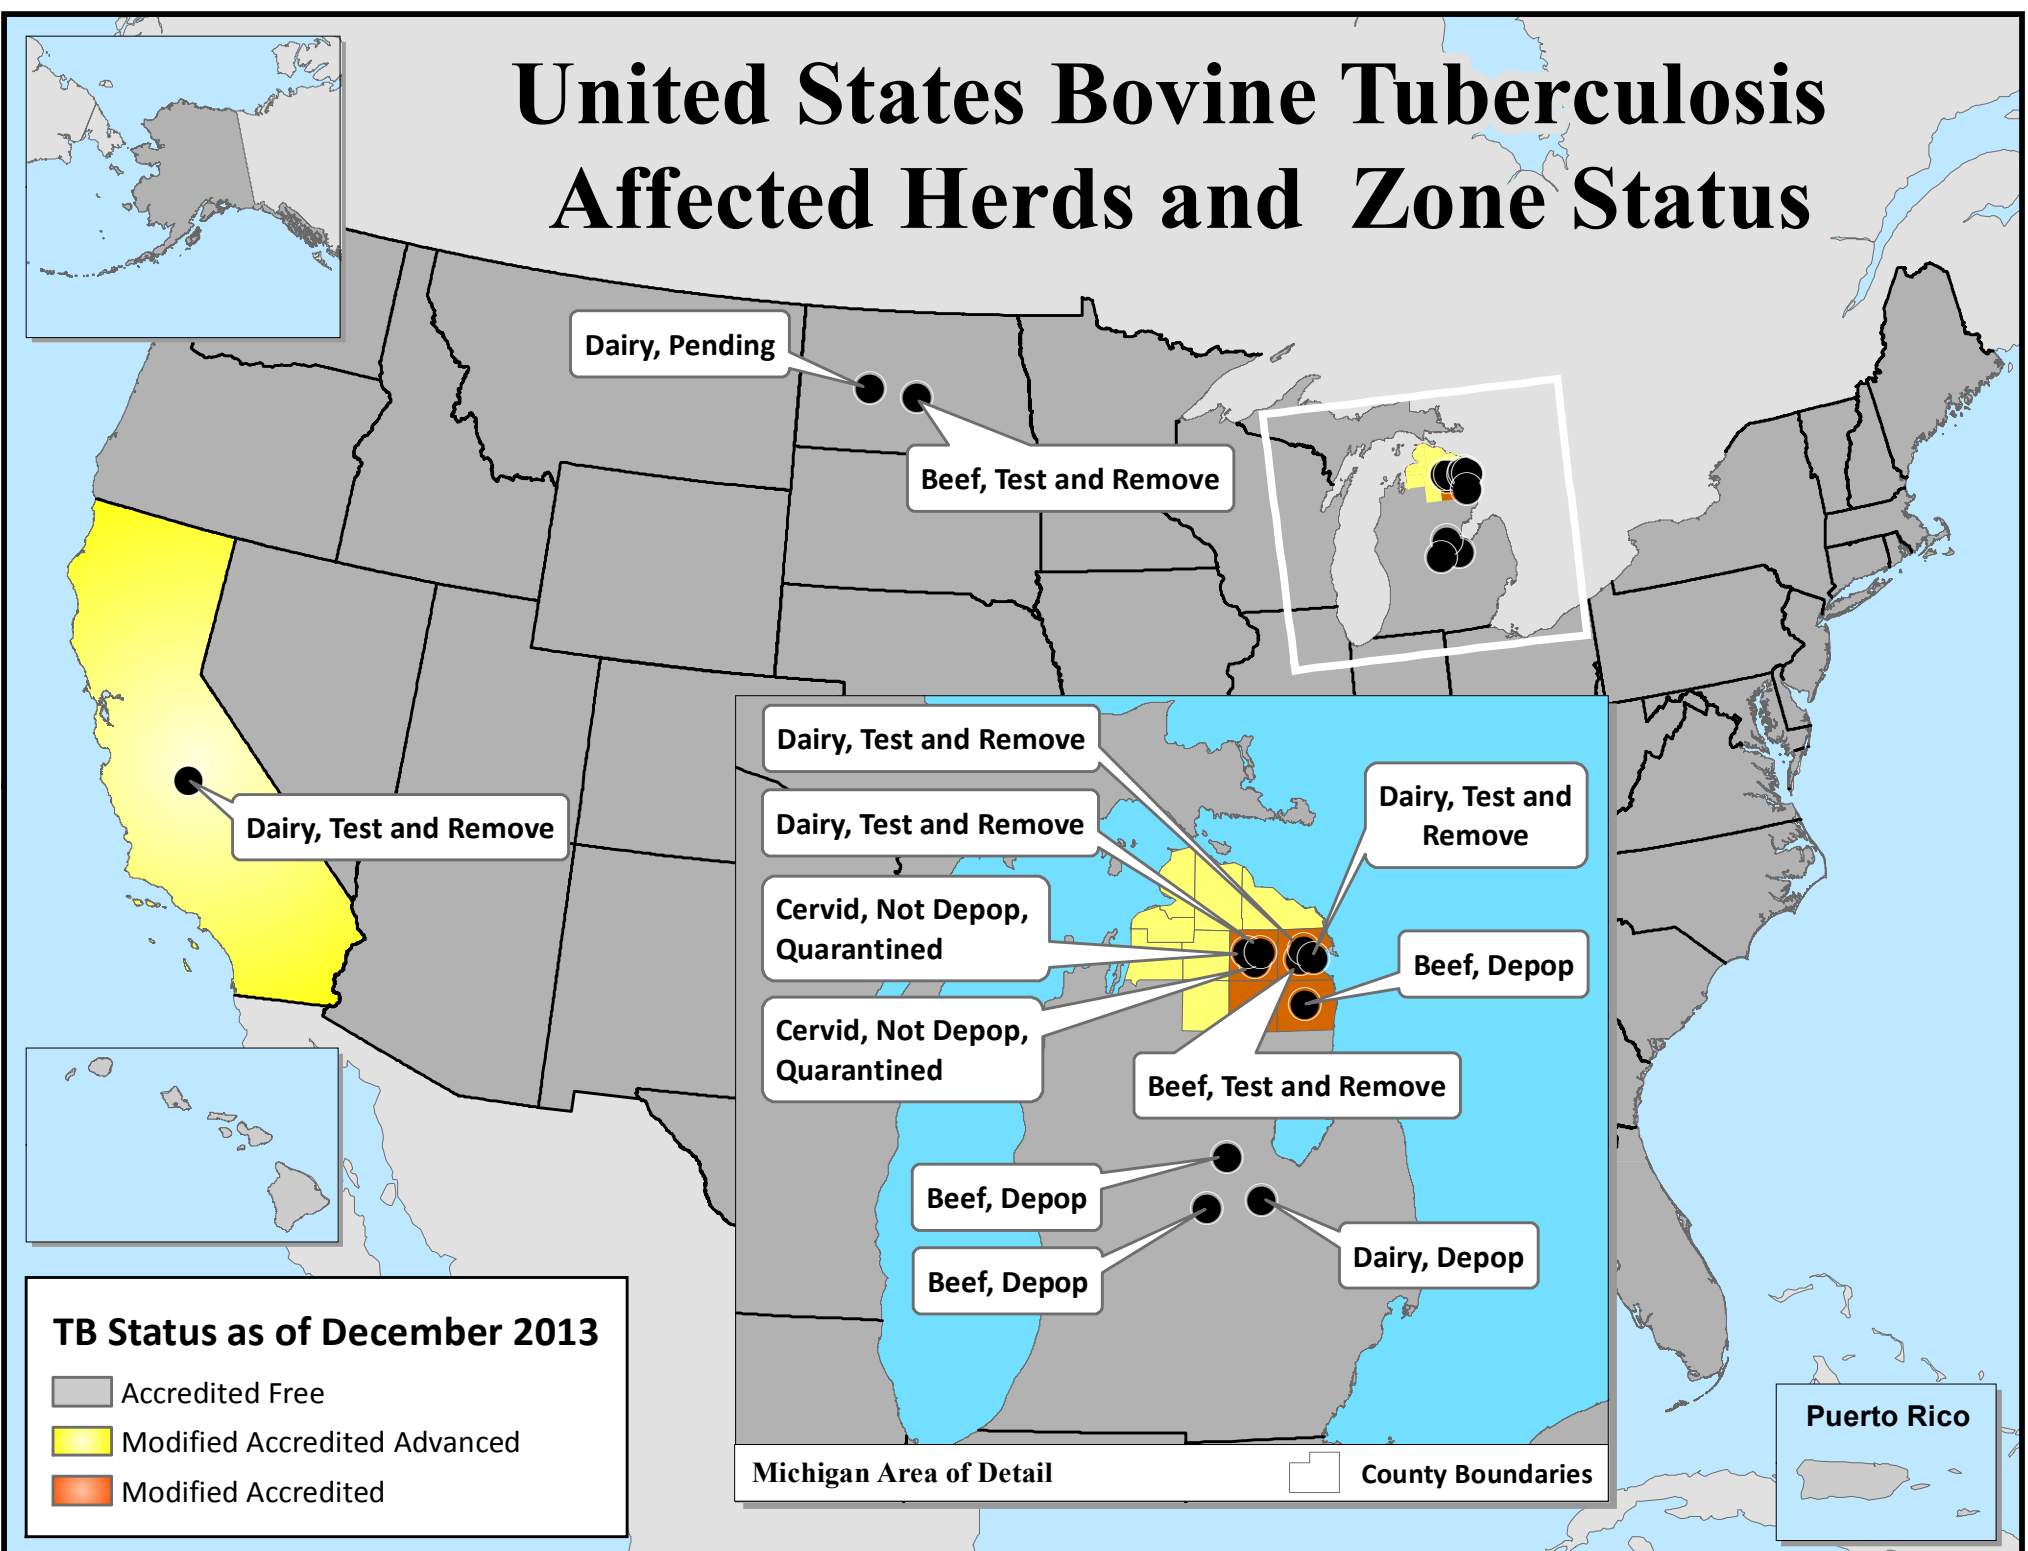 United States Bovine Tuberculosis
Affected Herds and Zone Status
Dairy, Pending
Beef, Test and Remove
Dairy, Test and Remove
Dairy, Test and Remove
Dairy, Test and
Remove
Dairy, Test and Remove
Cervid, Not Depop,
Quarantined
Beef, Depop
Cervid, Not Depop,
Quarantined
Beef, Test and Remove
Beef, Depop
Dairy, Depop
Beef, Depop
Michigan Area of Detail
County Boundaries
TB Status as of December 2013
Accredited Free
Modified Accredited Advanced
Modified Accredited
Puerto Rico